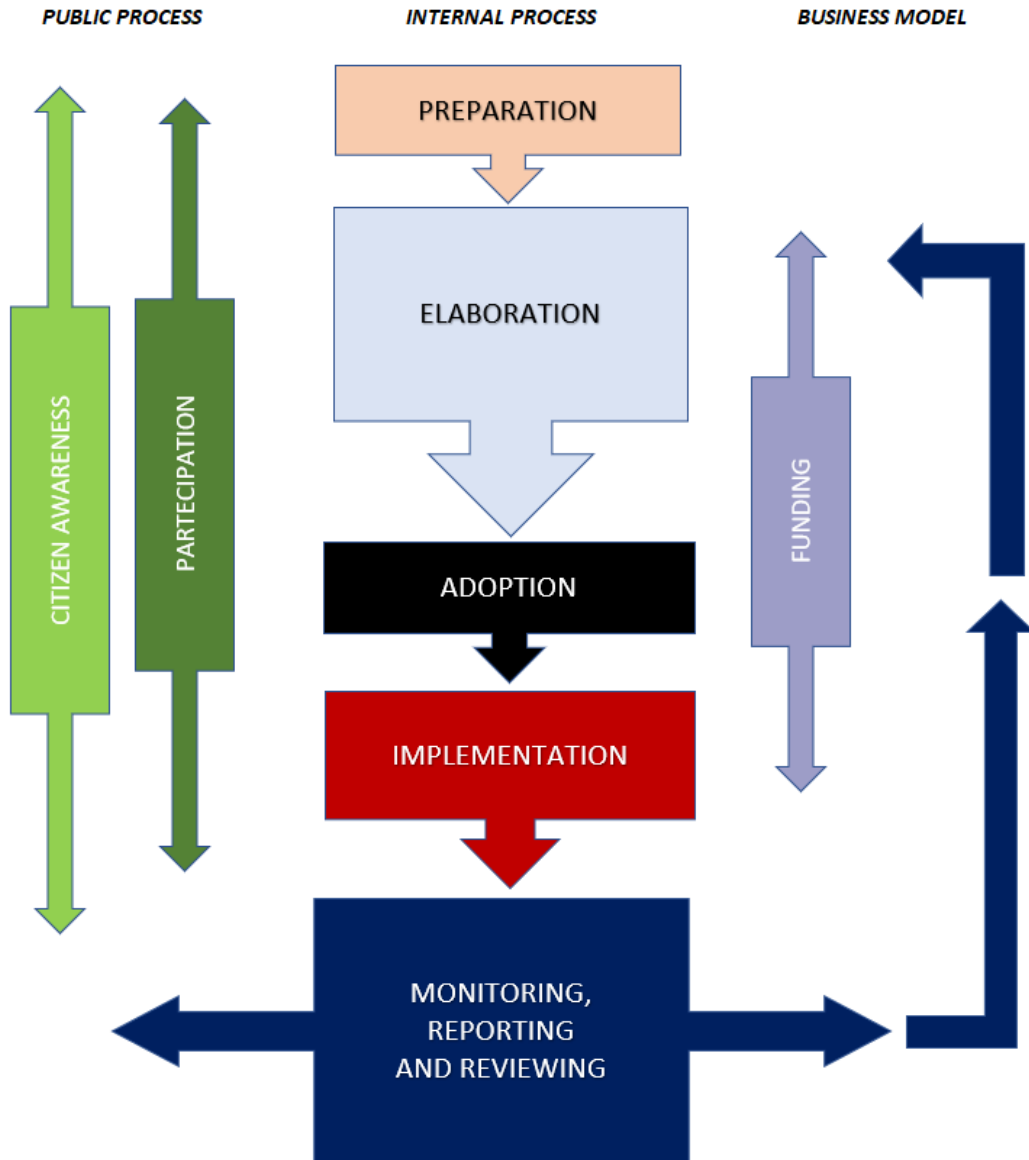 PUBLIC PROCESS
INTERNAL PROCESS
BUSINESS MODEL
PREPARATION
ELABORATION
CITIZEN AWARENESS
PARTECIPATION
FUNDING
ADOPTION
IMPLEMENTATION
MONITORING,
REPORTING
AND REVIEWING